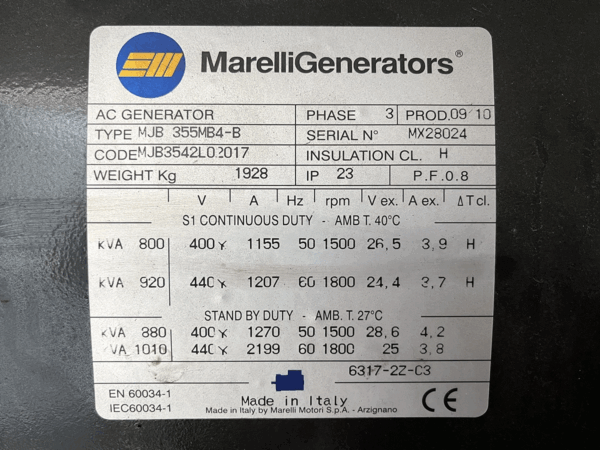 MarelliGenerators®
AC GENERATOR PHASE 3 PROD. 09/10
TYPE MJB 355MB4-B SERIAL N° MX28024
CODE MJB3542L02017 INSULATION CL. H
WEIGHT Kg 1928 IP 23 P.F.0.8
V A Hz rpm V ex. A ex. ΔT cl.
S1 CONTINUOUS DUTY - AMB T. 40°C
kVA 800 400 Y 1155 50 1500 26,5 3,9 H
kVA 920 440 Y 1207 60 1800 24,4 3,7 H
STAND BY DUTY - AMB. T. 27°C
kVA 880 400 Y 1270 50 1500 28,6 4,2
VA 1010 440 Y 2199 60 1800 25 3,8
6317-2Z-C3
EN 60034-1
IEC60034-1
Made in Italy
Made in Italy by Marelli Motori S.p.A. - Arzignano
CE